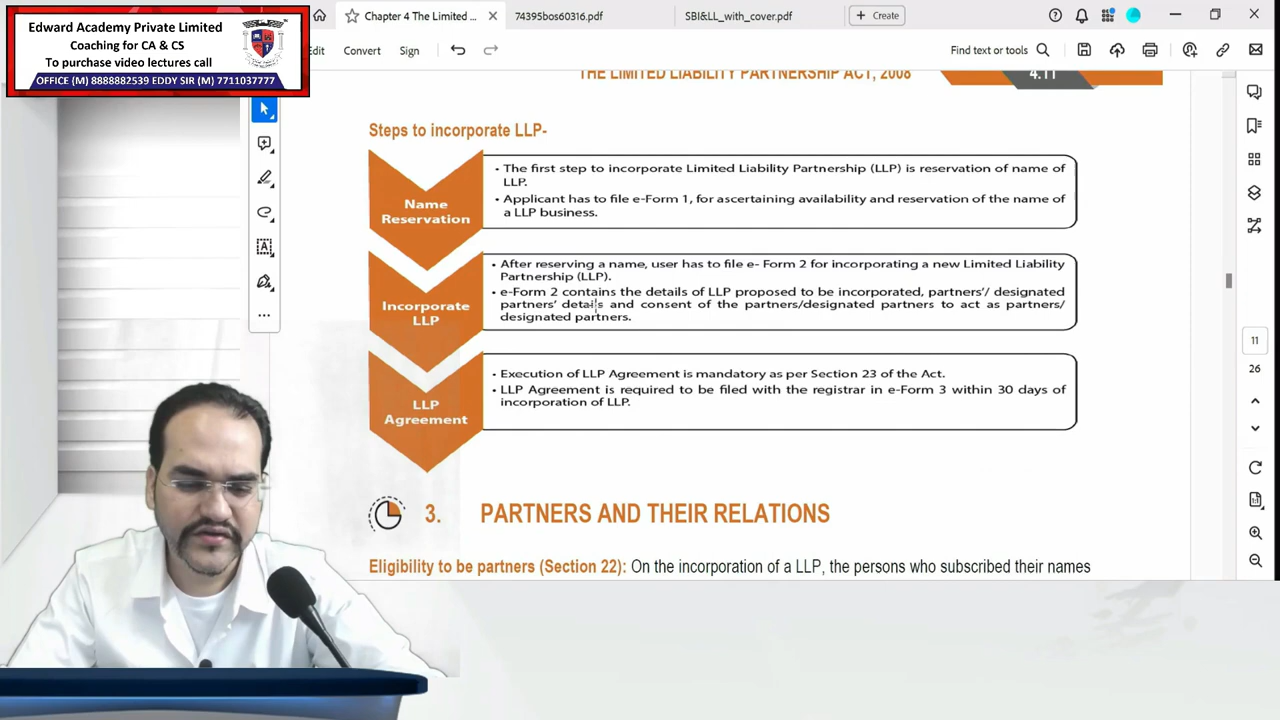 Edward Academy Private Limited
Coaching for CA & CS
To purchase video lectures call
OFFICE (M) 8888882539 EDDY SIR (M) 7711037777
Chapter 4 The Limited ...
74395bos60316.pdf
SBI&LL_with_cover.pdf
Create
Edit
Convert
Sign
Find text or tools
THE LIMITED LIABILITY PARTNERSHIP ACT, 2008
4.11
Steps to incorporate LLP-
Name
Reservation
• The first step to incorporate Limited Liability Partnership (LLP) is reservation of name of
LLP.
• Applicant has to file e-Form 1, for ascertaining availability and reservation of the name of
a LLP business.
Incorporate
LLP
• After reserving a name, user has to file e- Form 2 for incorporating a new Limited Liability
Partnership (LLP).
• e-Form 2 contains the details of LLP proposed to be incorporated, partners'/ designated
partners' details and consent of the partners/designated partners to act as partners/
designated partners.
LLP
Agreement
• Execution of LLP Agreement is mandatory as per Section 23 of the Act.
• LLP Agreement is required to be filed with the registrar in e-Form 3 within 30 days of
incorporation of LLP.
3. PARTNERS AND THEIR RELATIONS
Eligibility to be partners (Section 22): On the incorporation of a LLP, the persons who subscribed their names
11
26